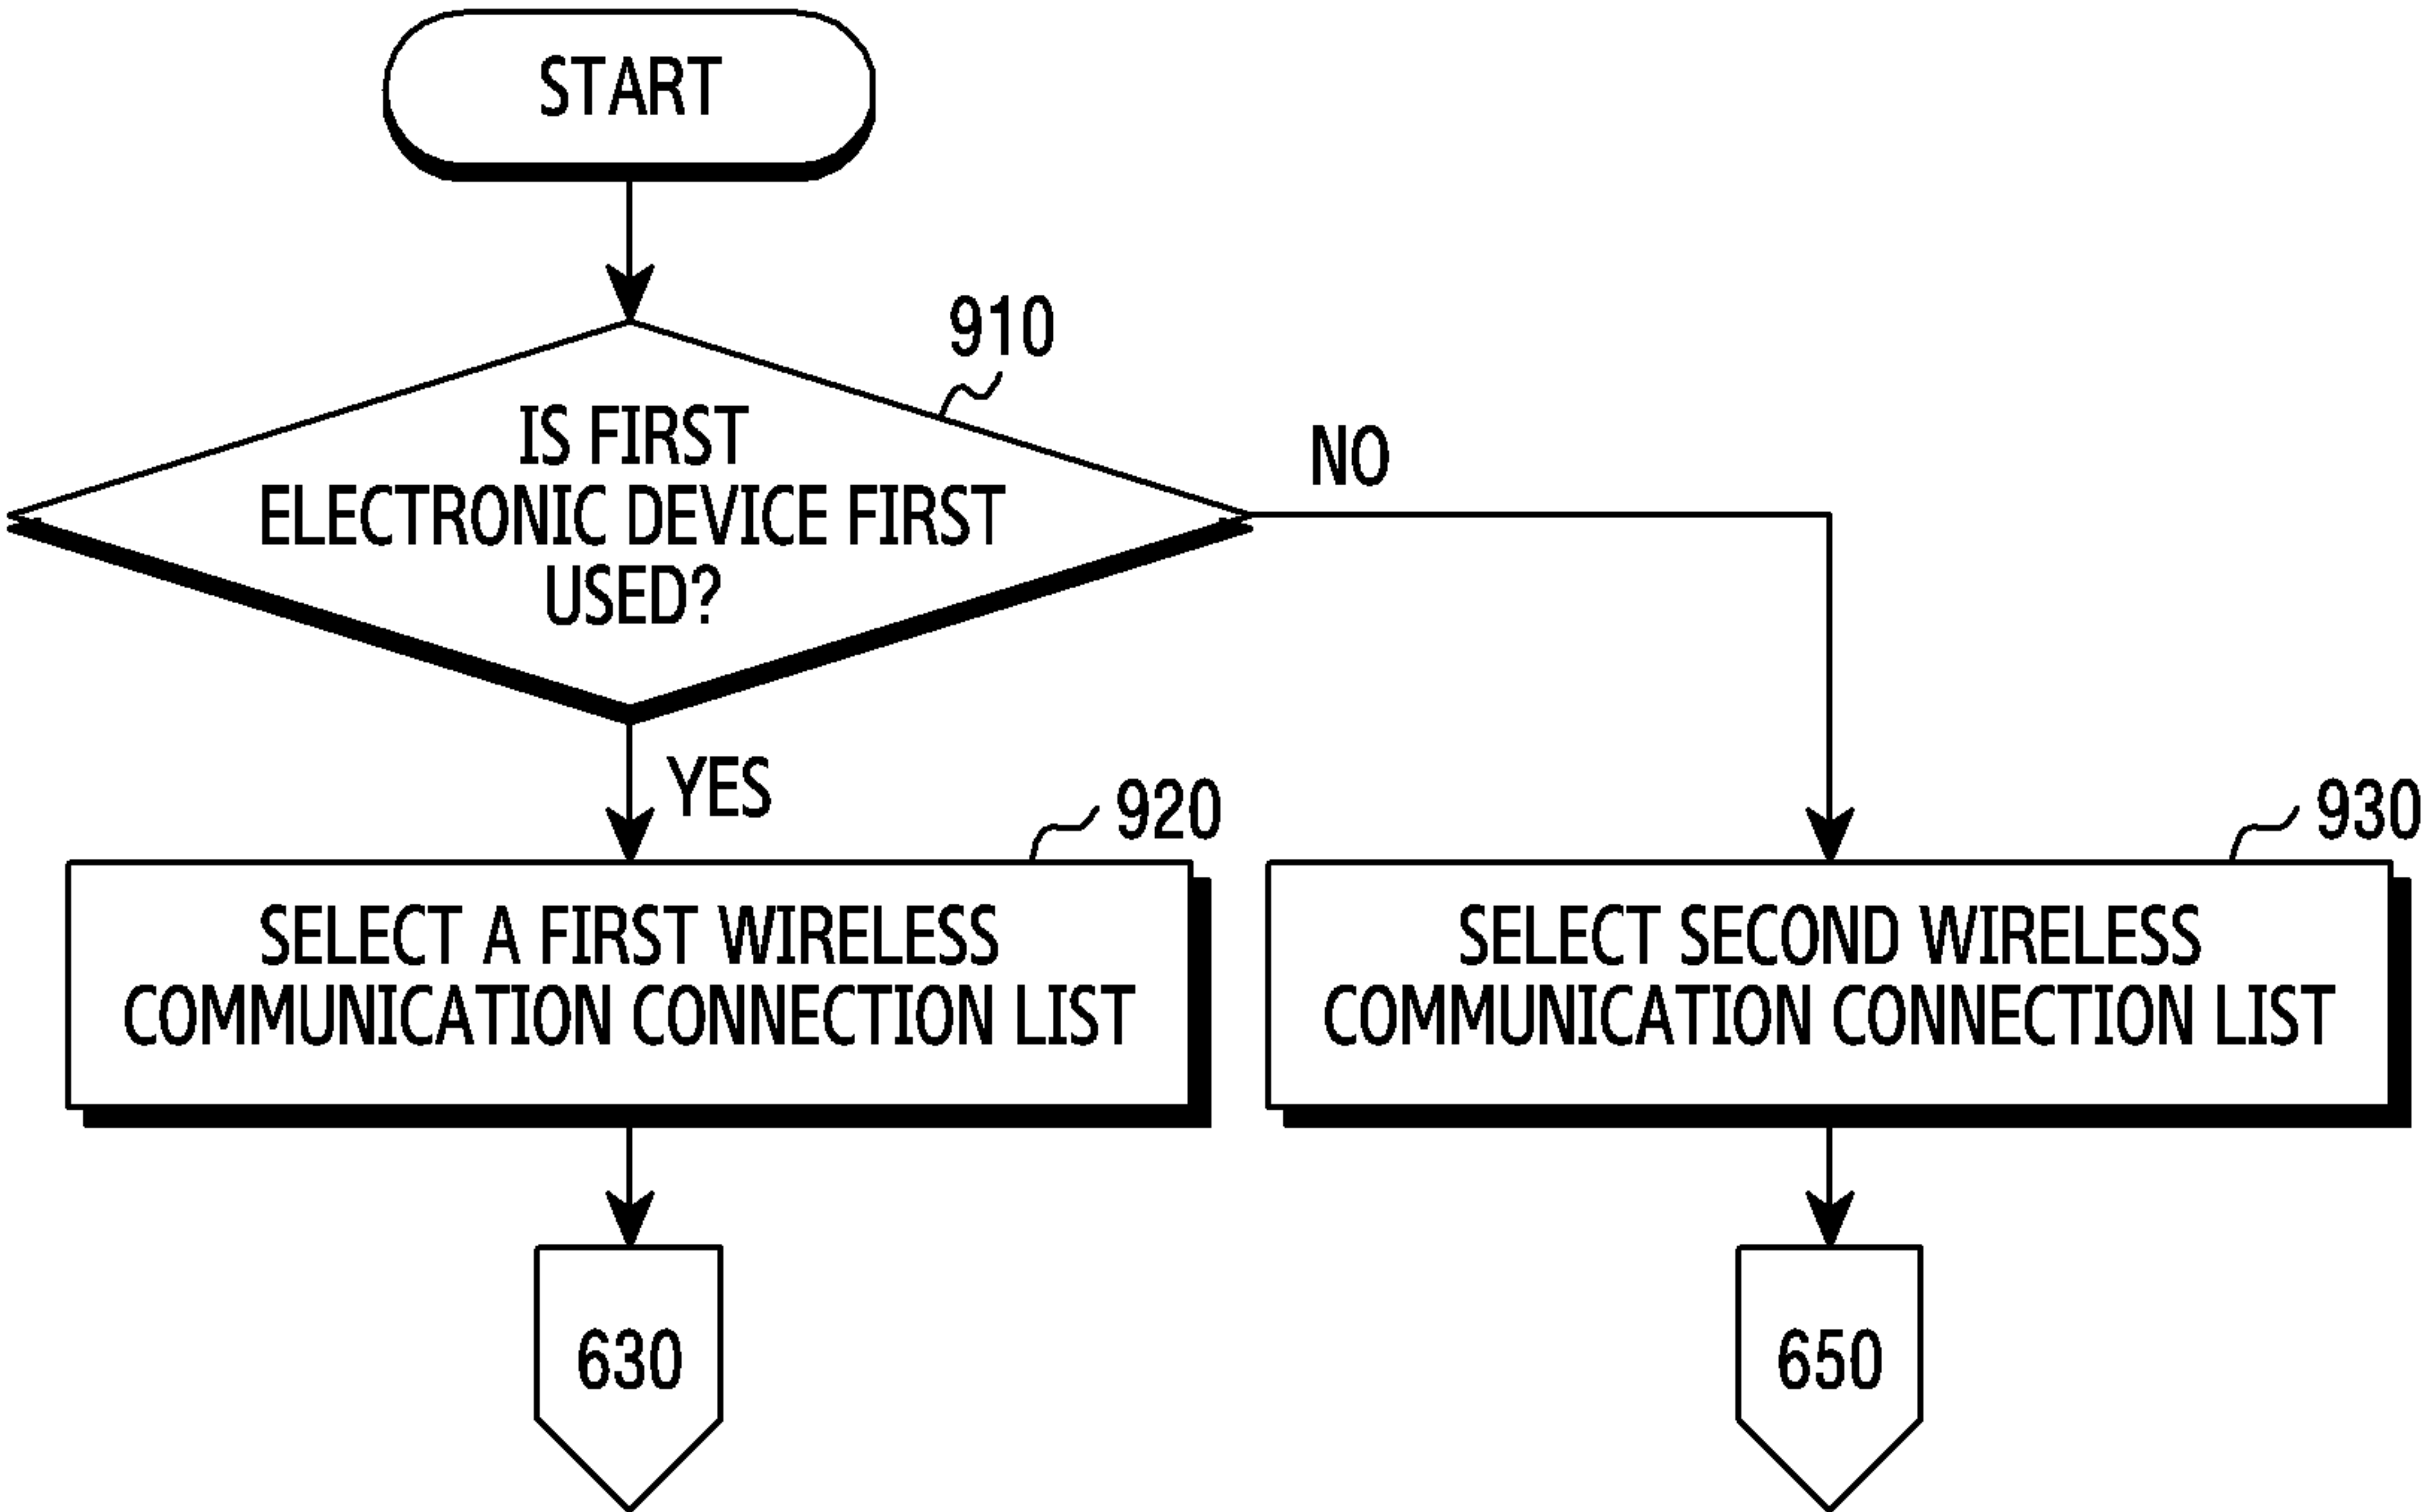 START
910
IS FIRST
ELECTRONIC DEVICE FIRST
USED?
NO
YES
920
SELECT A FIRST WIRELESS
COMMUNICATION CONNECTION LIST
930
SELECT SECOND WIRELESS
COMMUNICATION CONNECTION LIST
630
650